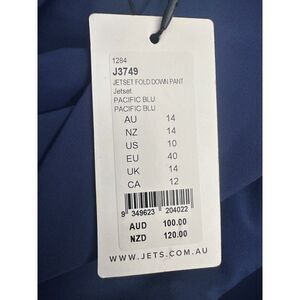 1284
J3749
JETSET FOLD DOWN PANT
Jetset
PACIFIC BLU
PACIFIC BLU
AU 14
NZ 14
US 10
EU 40
UK 14
CA 12
9 349623 204022
AUD 100.00
NZD 120.00
WWW.JETS.COM.AU